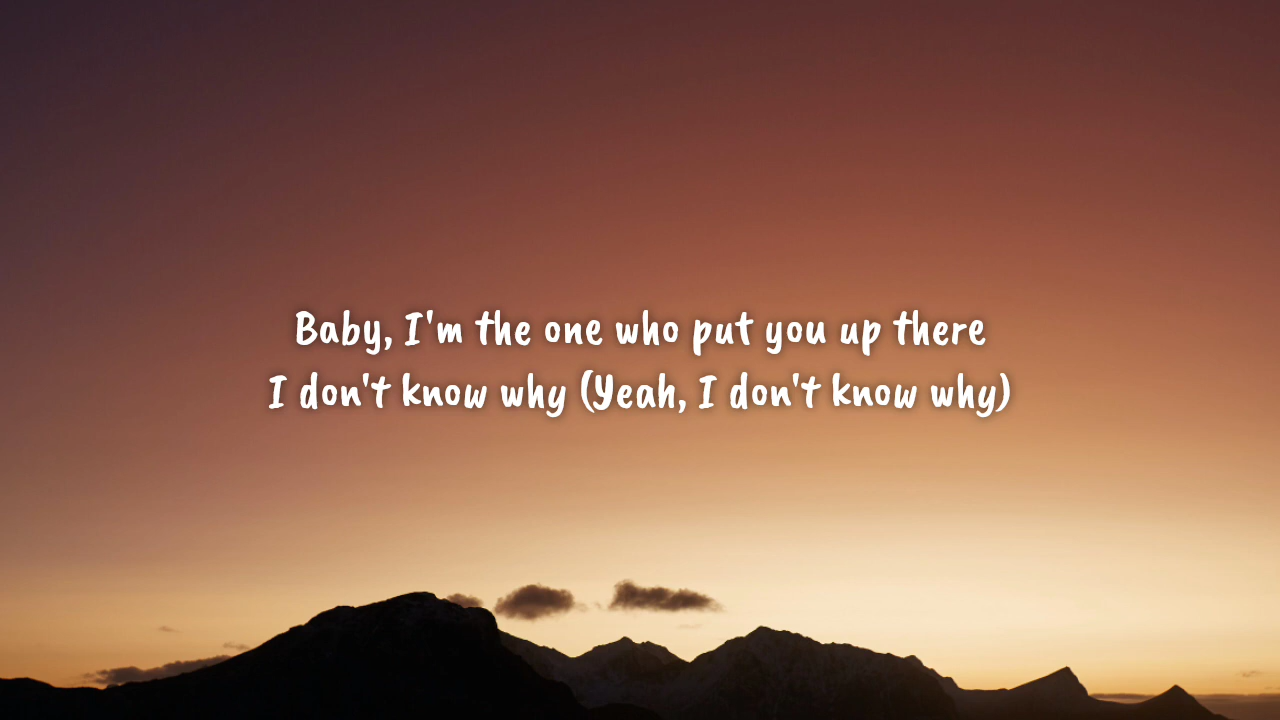 Baby, I'm the one who put you up there
I don't know why (Yeah, I don't know why)